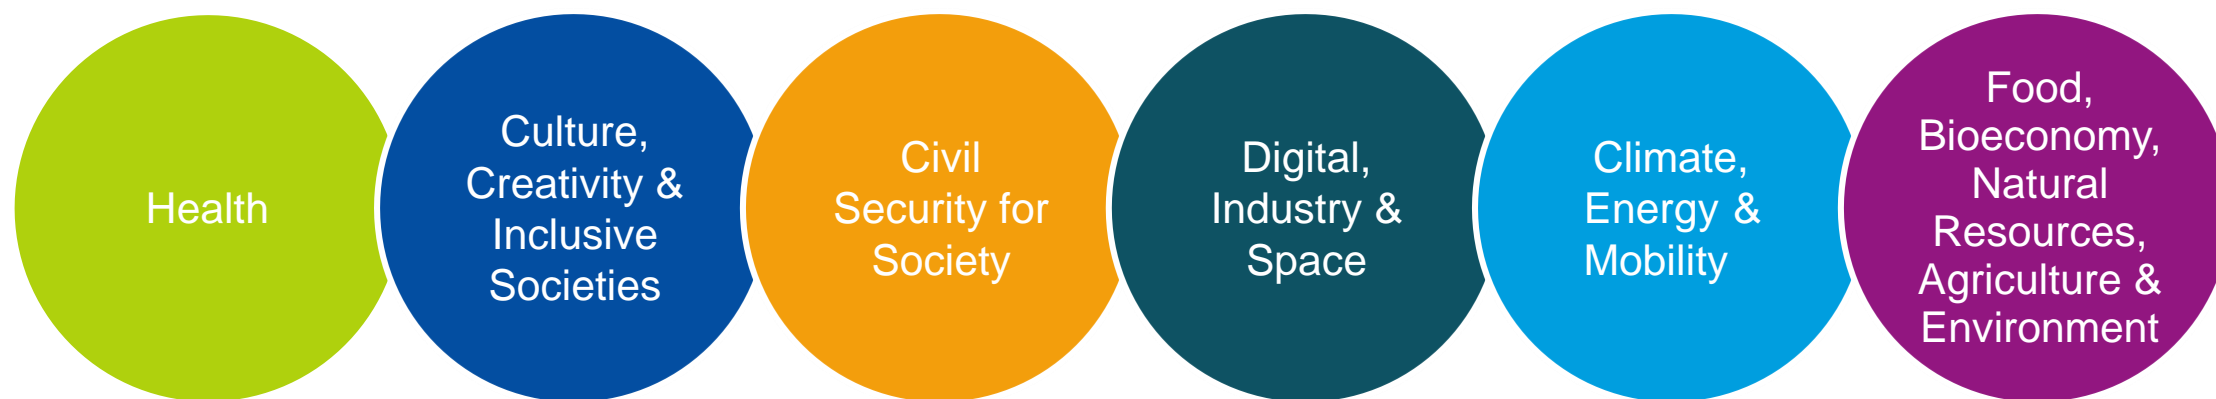 Health
Culture,
Creativity &
Inclusive
Societies
Civil
Security for
Society
Digital,
Industry &
Space
Climate,
Energy &
Mobility
Food,
Bioeconomy,
Natural
Resources,
Agriculture &
Environment